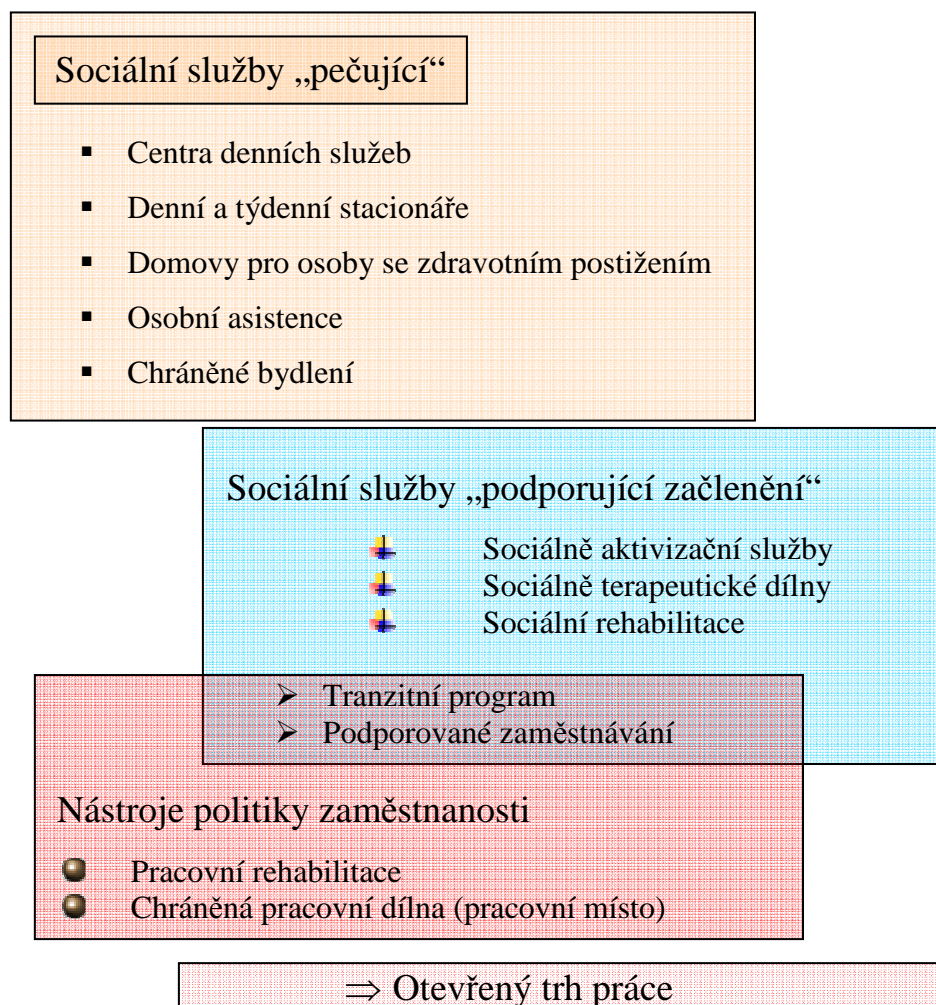 Sociální služby „pečující“
▪ Centra denních služeb
▪ Denní a týdenní stacionáře
▪ Domovy pro osoby se zdravotním postižením
▪ Osobní asistence
▪ Chráněné bydlení
Sociální služby „podporující začlenění“
Sociálně aktivizační služby
Sociálně terapeutické dílny
Sociální rehabilitace
➢ Tranzitní program
➢ Podporované zaměstnávání
Nástroje politiky zaměstnanosti
Pracovní rehabilitace
Chráněná pracovní dílna (pracovní místo)
⇒ Otevřený trh práce